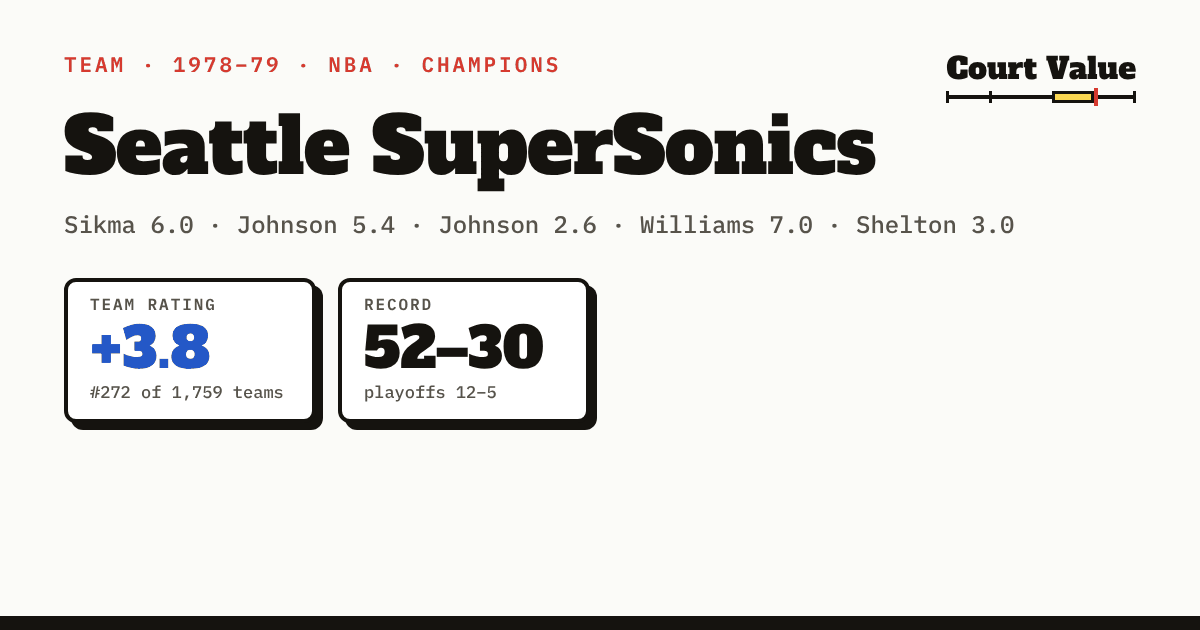 TEAM · 1978–79 · NBA · CHAMPIONS
Court Value
Seattle SuperSonics
Sikma 6.0 · Johnson 5.4 · Johnson 2.6 · Williams 7.0 · Shelton 3.0
TEAM RATING
+3.8
#272 of 1,759 teams
RECORD
52–30
playoffs 12–5